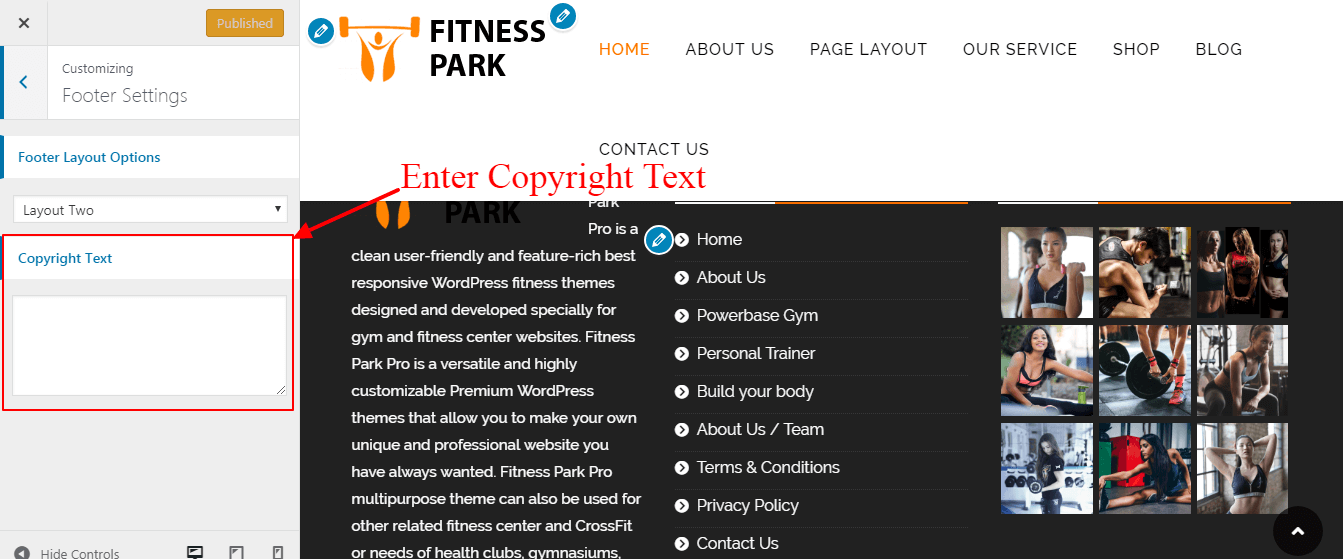 Published
Customizing
Footer Settings
Footer Layout Options
Layout Two
Copyright Text
Hide Controls
FITNESS
PARK
HOME
ABOUT US
PAGE LAYOUT
OUR SERVICE
SHOP
BLOG
CONTACT US
Enter Copyright Text
PARK
Park
Pro is a
clean user-friendly and feature-rich best
responsive WordPress fitness themes
designed and developed specially for
gym and fitness center websites. Fitness
Park Pro is a versatile and highly
customizable Premium WordPress
themes that allow you to make your own
unique and professional website you
have always wanted. Fitness Park Pro
multipurpose theme can also be used for
other related fitness center and CrossFit
or needs of health clubs, gymnasiums,
Home
About Us
Powerbase Gym
Personal Trainer
Build your body
About Us / Team
Terms & Conditions
Privacy Policy
Contact Us